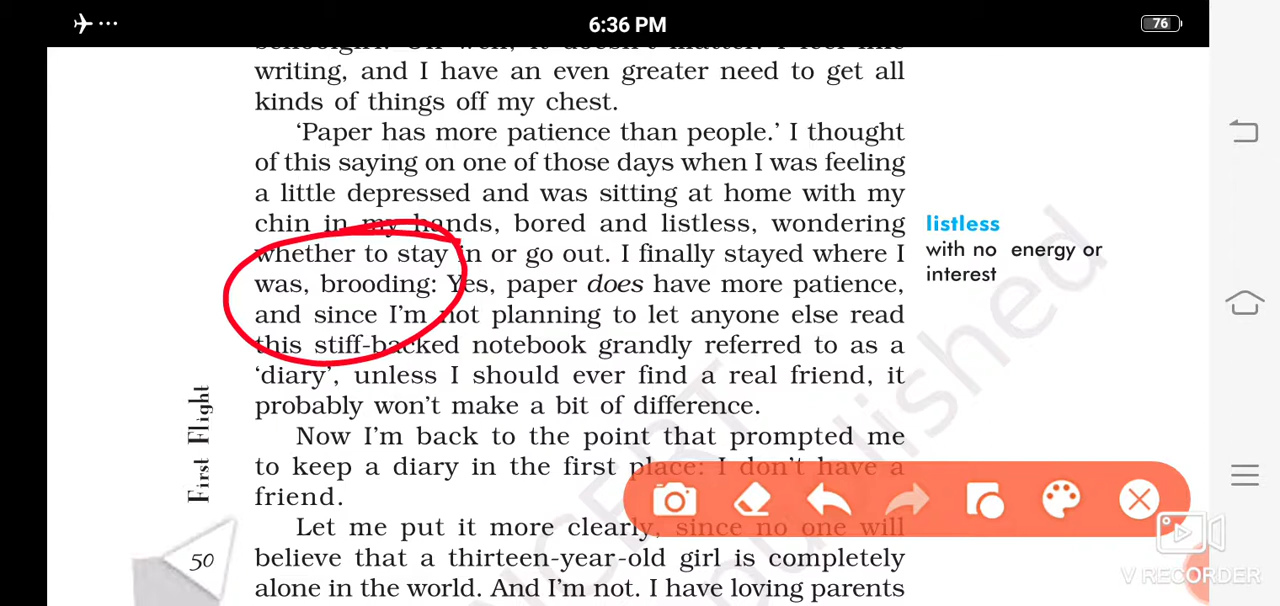 6:36 PM
76
writing, and I have an even greater need to get all
kinds of things off my chest.
'Paper has more patience than people.' I thought
of this saying on one of those days when I was feeling
a little depressed and was sitting at home with my
chin in my hands, bored and listless, wondering
whether to stay in or go out. I finally stayed where I
was, brooding: Yes, paper does have more patience,
and since I'm not planning to let anyone else read
this stiff-backed notebook grandly referred to as a
'diary', unless I should ever find a real friend, it
probably won't make a bit of difference.
Now I'm back to the point that prompted me
to keep a diary in the first place: I don't have a
friend.
Let me put it more clearly, since no one will
believe that a thirteen-year-old girl is completely
alone in the world. And I'm not. I have loving parents
listless
with no energy or
interest
First Flight
50
NCERT
published
V RECORDER